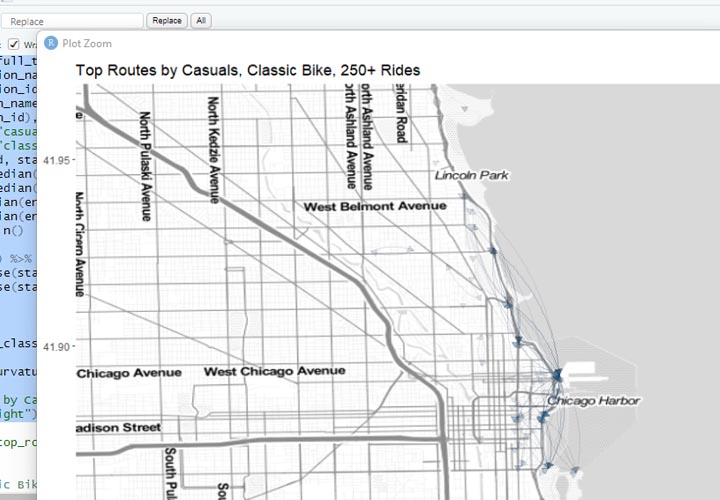 Replace
Replace
All
R Plot Zoom
Top Routes by Casuals, Classic Bike, 250+ Rides
North Pulaski Avenue
North Kedzie Avenue
North Ashland Avenue
ridan Road
41.95
Lincoln Park
West Belmont Avenue
North Cicero Avenue
41.90
Chicago Avenue
West Chicago Avenue
Chicago Harbor
adison Street
South Pul
Sou
full_t
ion_na
ion_id
n_name
n_id),
"casua
"class
d, sta
edian(
edian(
ian(en
ian(en
n()
) %>%
se(sta
se(sta
_class
urvatu
by Ca
ight")
top_ro
ic Bik